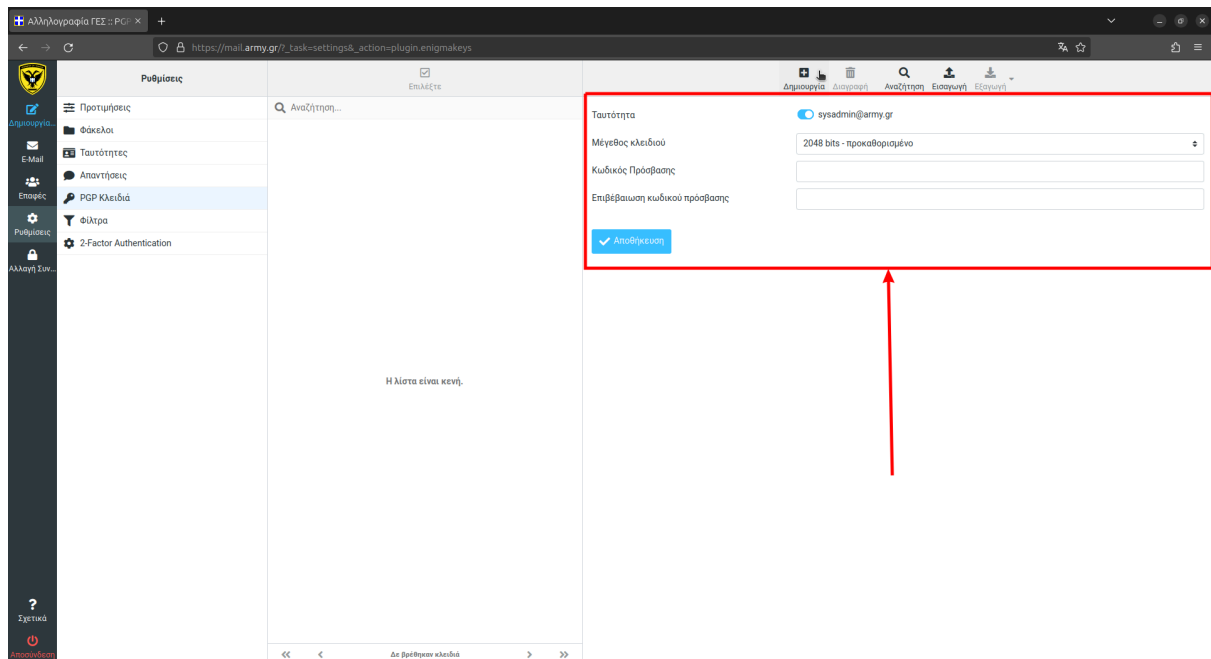 Αλληλογραφία ΓΕΣ :: PGP
https://mail.army.gr/?_task=settings&_action=plugin.enigmakeys
Δημιουργία...
E-Mail
Επαφές
Ρυθμίσεις
Αλλαγή Συν...
?
Σχετικά
Αποσύνδεση
Ρυθμίσεις
Προτιμήσεις
Φάκελοι
Ταυτότητες
Απαντήσεις
PGP Κλειδιά
Φίλτρα
2-Factor Authentication
Επιλέξτε
Αναζήτηση...
Η λίστα είναι κενή.
Δε βρέθηκαν κλειδιά
Δημιουργία Διαγραφή Αναζήτηση Εισαγωγή Εξαγωγή
Ταυτότητα sysadmin@army.gr
Μέγεθος κλειδιού 2048 bits - προκαθορισμένο
Κωδικός Πρόσβασης
Επιβέβαιωση κωδικού πρόσβασης
Αποθήκευση